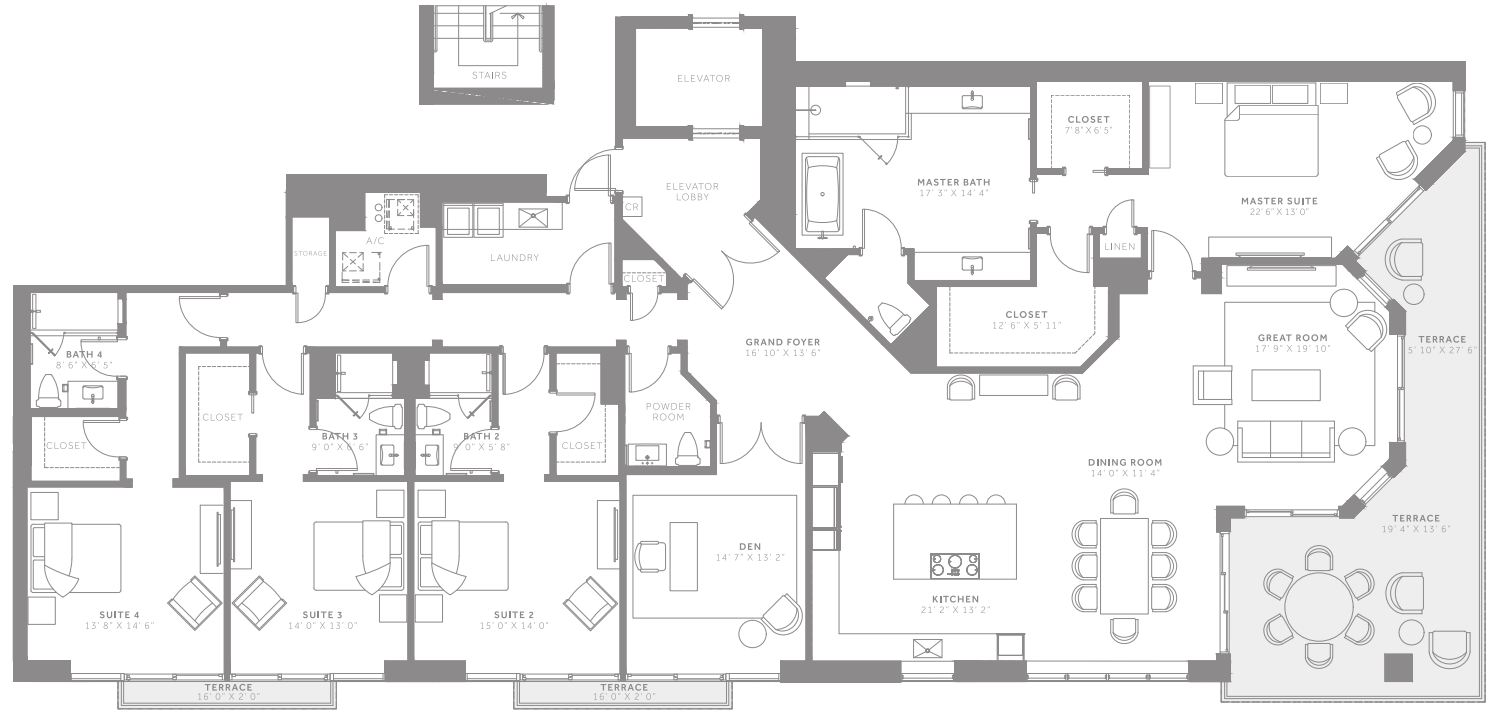 STAIRS
ELEVATOR
CLOSET
7'8" X 6'5"
MASTER BATH
17' 3" X 14' 4"
ELEVATOR
LOBBY
CR
MASTER SUITE
22' 6" X 13' 0"
A/C
STORAGE
LAUNDRY
LINEN
CLOSET
CLOSET
12' 6" X 5' 11"
GRAND FOYER
16' 10" X 13' 6"
GREAT ROOM
17' 9" X 19' 10"
TERRACE
5' 10" X 27' 6"
BATH 4
8' 6" X 5' 5"
POWDER
ROOM
CLOSET
CLOSET
BATH 3
9' 0" X 6' 6"
BATH 2
9' 0" X 5' 8"
CLOSET
DINING ROOM
14' 0" X 11' 4"
TERRACE
19' 4" X 13' 6"
DEN
14' 7" X 13' 2"
KITCHEN
21' 2" X 13' 2"
SUITE 4
13' 8" X 14' 6"
SUITE 3
14' 0" X 13' 0"
SUITE 2
15' 0" X 14' 0"
TERRACE
16' 0" X 2' 0"
TERRACE
16' 0" X 2' 0"